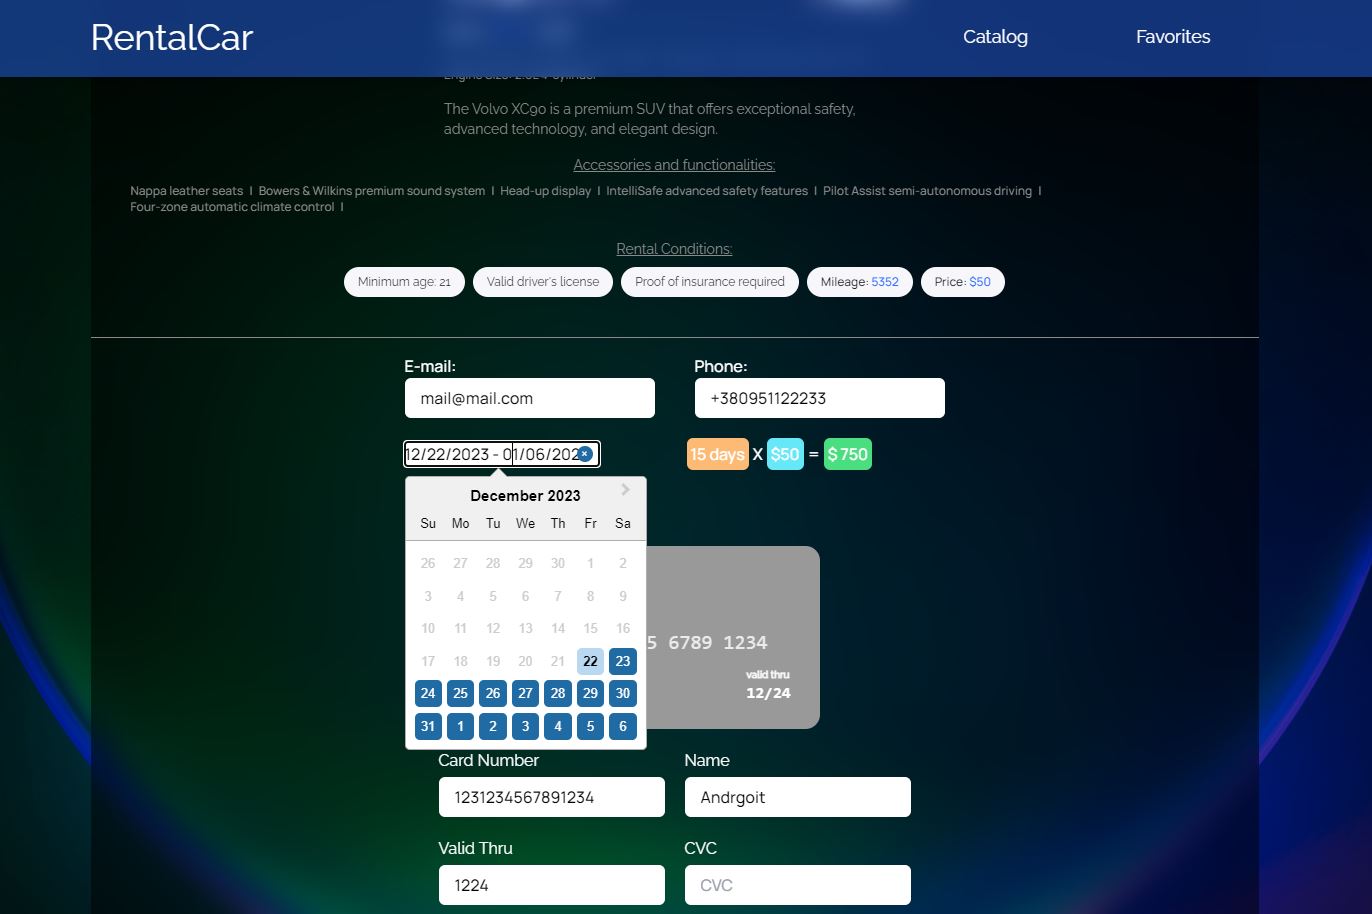 RentalCar
Catalog
Favorites
The Volvo XC90 is a premium SUV that offers exceptional safety,
advanced technology, and elegant design.
Accessories and functionalities:
Nappa leather seats | Bowers & Wilkins premium sound system | Head-up display | IntelliSafe advanced safety features | Pilot Assist semi-autonomous driving |
Four-zone automatic climate control |
Rental Conditions:
Minimum age: 21
Valid driver's license
Proof of insurance required
Mileage: 5352
Price: $50
E-mail:
Phone:
mail@mail.com
+380951122233
12/22/2023 - 01/06/202
15 days X $50 = $ 750
December 2023
Su Mo Tu We Th Fr Sa
26 27 28 29 30 1 2
3 4 5 6 7 8 9
10 11 12 13 14 15 16
17 18 19 20 21 22 23
24 25 26 27 28 29 30
31 1 2 3 4 5 6
5 6789 1234
valid thru
12/24
Card Number
Name
1231234567891234
Andrgoit
Valid Thru
CVC
1224
CVC